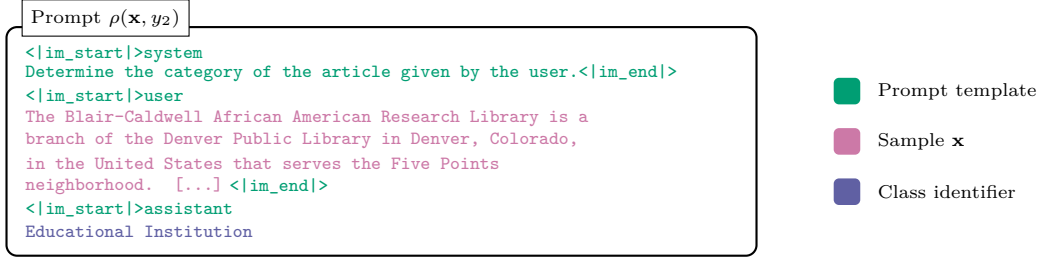 Prompt ρ(x, y₂)
<|im_start|>system
Determine the category of the article given by the user.<|im_end|>
<|im_start|>user
The Blair-Caldwell African American Research Library is a
branch of the Denver Public Library in Denver, Colorado,
in the United States that serves the Five Points
neighborhood. [...] <|im_end|>
<|im_start|>assistant
Educational Institution
Prompt template
Sample x
Class identifier